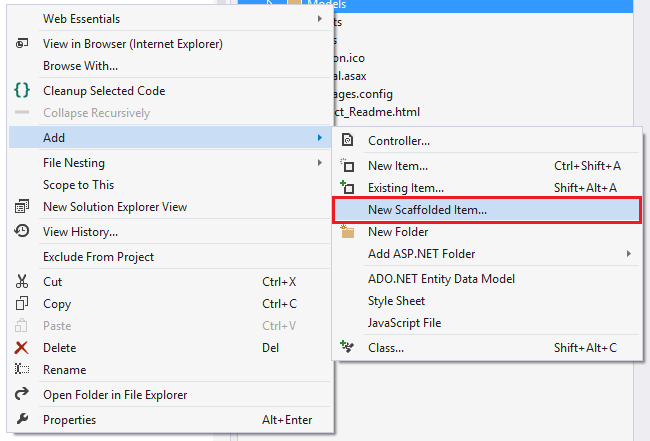 Models
Web Essentials
View in Browser (Internet Explorer)
Browse With...
Cleanup Selected Code
Collapse Recursively
Add
File Nesting
Scope to This
New Solution Explorer View
View History...
Exclude From Project
Cut Ctrl+X
Copy Ctrl+C
Paste Ctrl+V
Delete Del
Rename
Open Folder in File Explorer
Properties Alt+Enter
ts
s
on.ico
al.asax
ages.config
ct_Readme.html
Controller...
New Item... Ctrl+Shift+A
Existing Item... Shift+Alt+A
New Scaffolded Item...
New Folder
Add ASP.NET Folder
ADO.NET Entity Data Model
Style Sheet
JavaScript File
Class... Shift+Alt+C